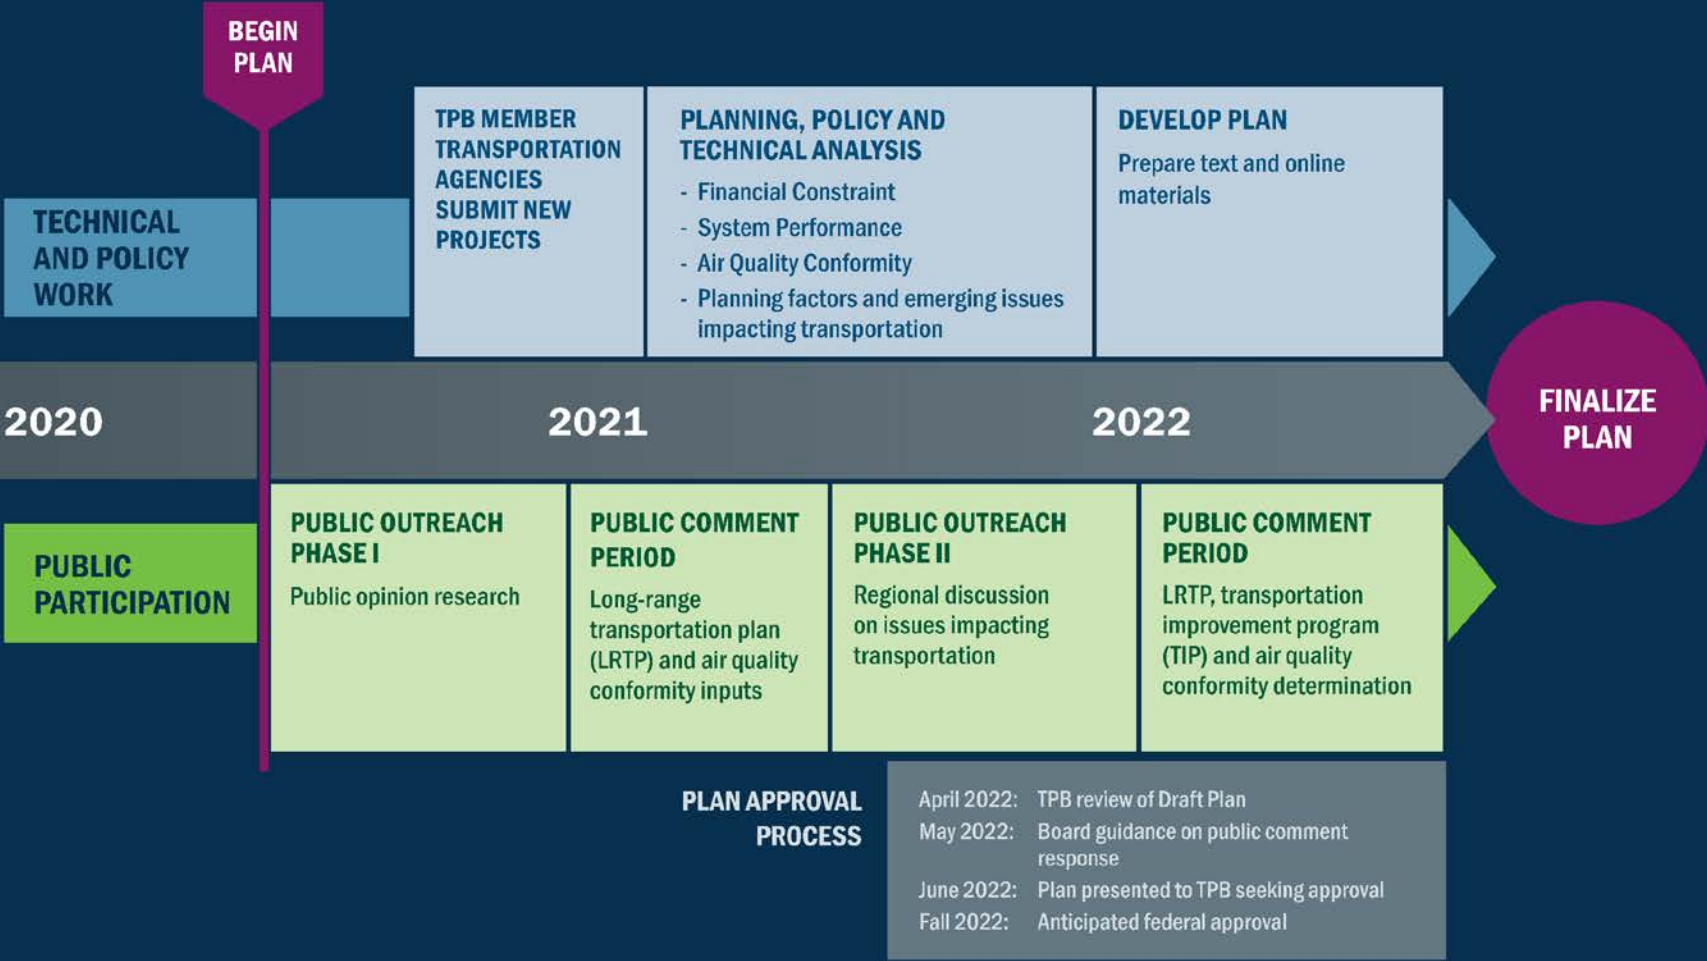 BEGIN
PLAN
TECHNICAL
AND POLICY
WORK
TPB MEMBER
TRANSPORTATION
AGENCIES
SUBMIT NEW
PROJECTS
PLANNING, POLICY AND
TECHNICAL ANALYSIS
- Financial Constraint
- System Performance
- Air Quality Conformity
- Planning factors and emerging issues
impacting transportation
DEVELOP PLAN
Prepare text and online
materials
2020
2021
2022
FINALIZE
PLAN
PUBLIC
PARTICIPATION
PUBLIC OUTREACH
PHASE I
Public opinion research
PUBLIC COMMENT
PERIOD
Long-range
transportation plan
(LRTP) and air quality
conformity inputs
PUBLIC OUTREACH
PHASE II
Regional discussion
on issues impacting
transportation
PUBLIC COMMENT
PERIOD
LRTP, transportation
improvement program
(TIP) and air quality
conformity determination
PLAN APPROVAL
PROCESS
April 2022: TPB review of Draft Plan
May 2022: Board guidance on public comment
response
June 2022: Plan presented to TPB seeking approval
Fall 2022: Anticipated federal approval